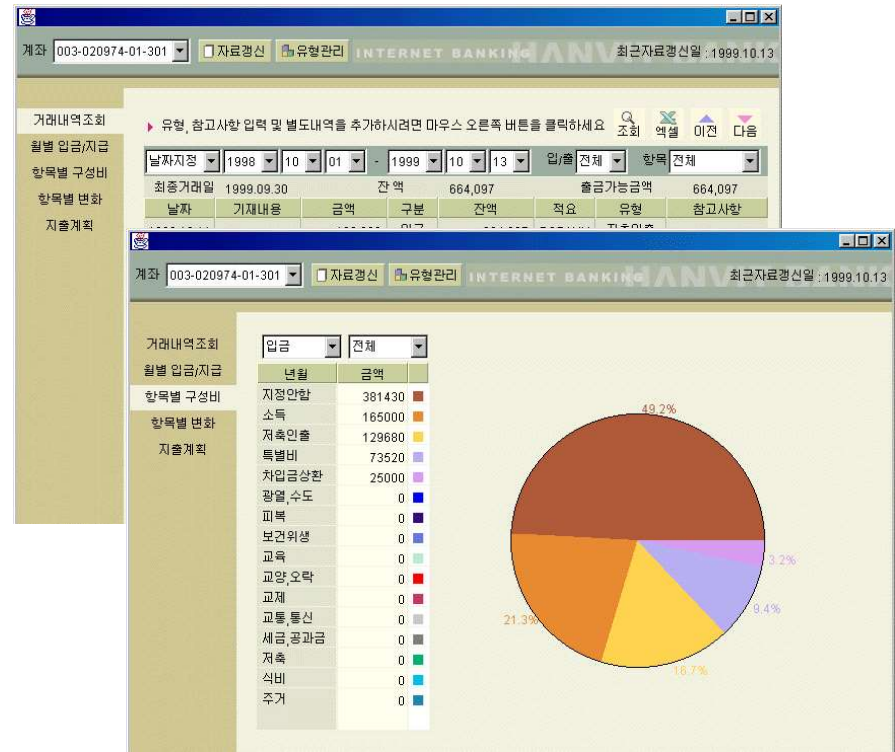 계좌 003-020974-01-301 자료갱신 유형관리 INTERNET BANKING HANVIT 최근자료갱신일 : 1999.10.13
거래내역조회
월별 입금/지급
항목별 구성비
항목별 변화
지출계획
유형, 참고사항 입력 및 별도내역을 추가하시려면 마우스 오른쪽 버튼을 클릭하세요 조회 엑셀 이전 다음
날짜지정 1998 10 01 - 1999 10 13 입/출 전체 항목 전체
최종거래일 1999.09.30 잔액 664,097 출금가능금액 664,097
날짜 기재내용 금액 구분 잔액 적요 유형 참고사항
계좌 003-020974-01-301 자료갱신 유형관리 INTERNET BANKING 최근자료갱신일 : 1999.10.13
거래내역조회
월별 입금/지급
항목별 구성비
항목별 변화
지출계획
입금 전체
년월 금액
지정안함 381430
소득 165000
저축인출 129680
특별비 73520
차입금상환 25000
광열,수도 0
피복 0
보건위생 0
교육 0
교양,오락 0
교제 0
교통,통신 0
세금,공과금 0
저축 0
식비 0
주거 0
49.2%
3.2%
9.4%
21.3%
16.7%